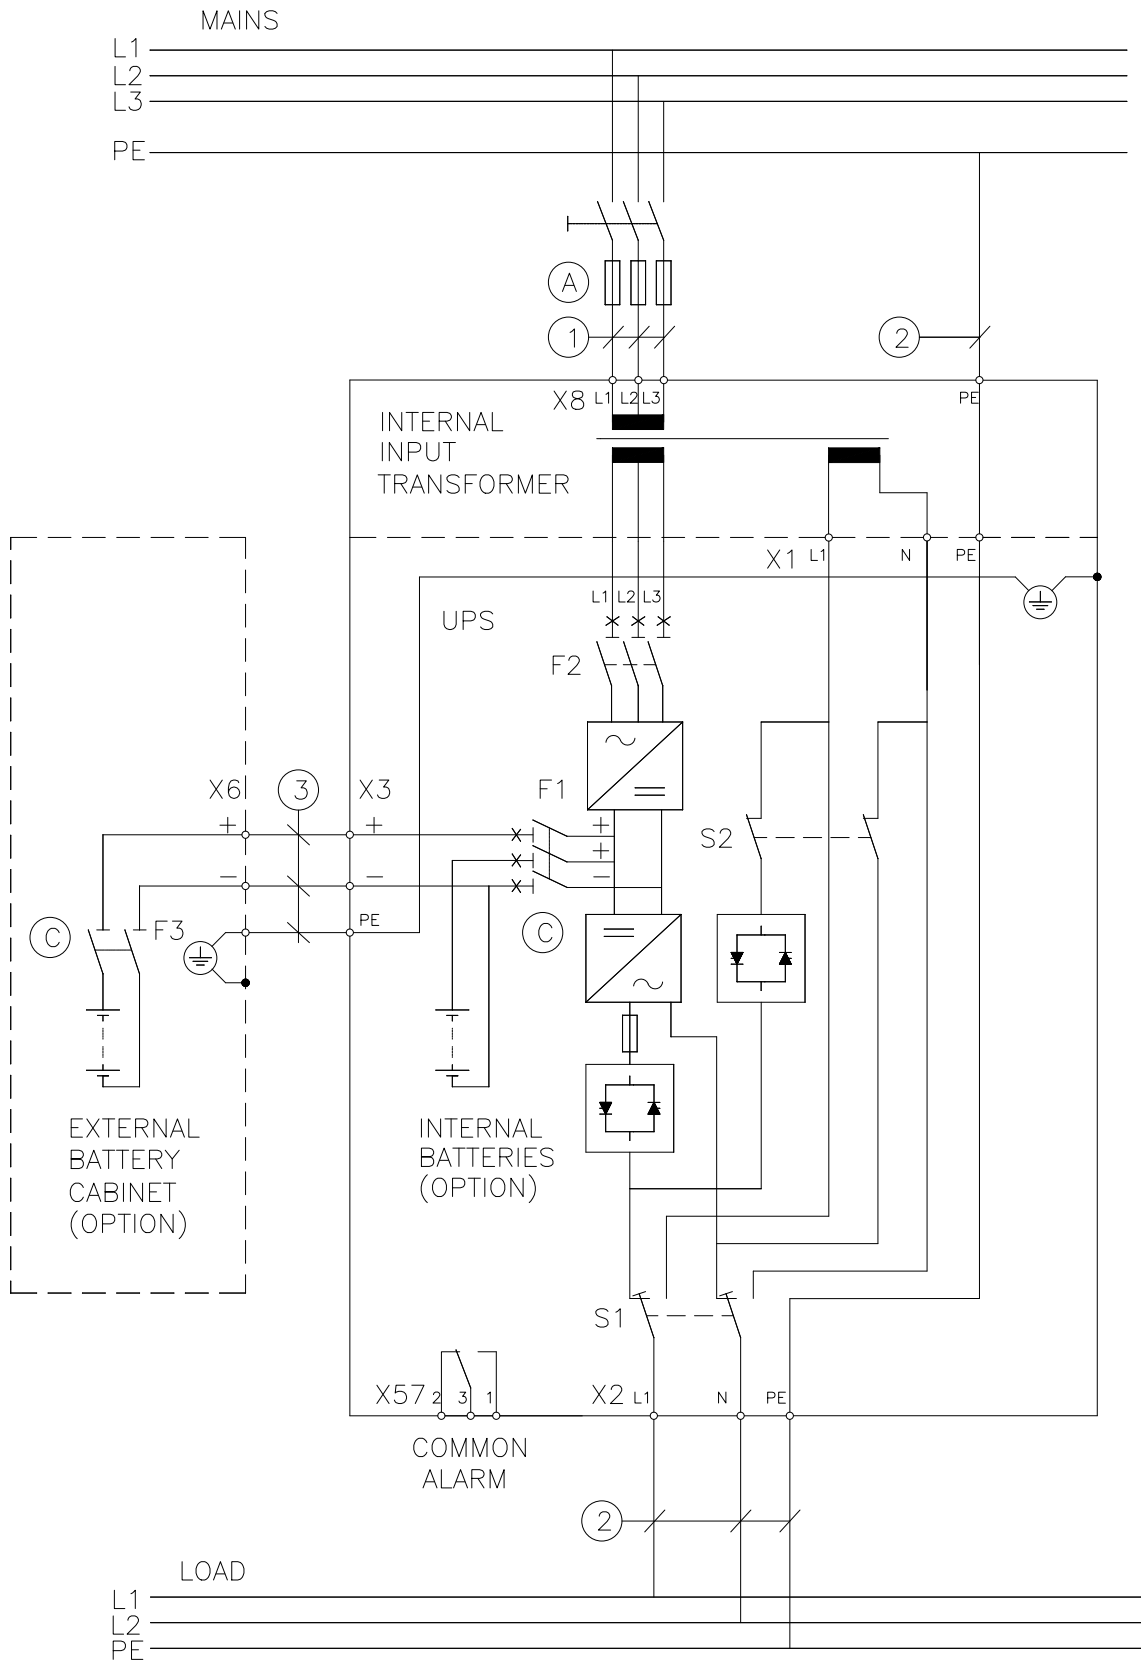 MAINS
L1
L2
L3
PE
A
1
2
X8 L1 L2 L3
PE
INTERNAL
INPUT
TRANSFORMER
X1 L1 N PE
L1 L2 L3
UPS
F2
X6 3 X3 F1
+ + +
S2
+
− − −
C F3 PE C
EXTERNAL
BATTERY
CABINET
(OPTION)
INTERNAL
BATTERIES
(OPTION)
S1
X57 2 3 1 X2 L1 N PE
COMMON
ALARM
2
LOAD
L1
L2
PE